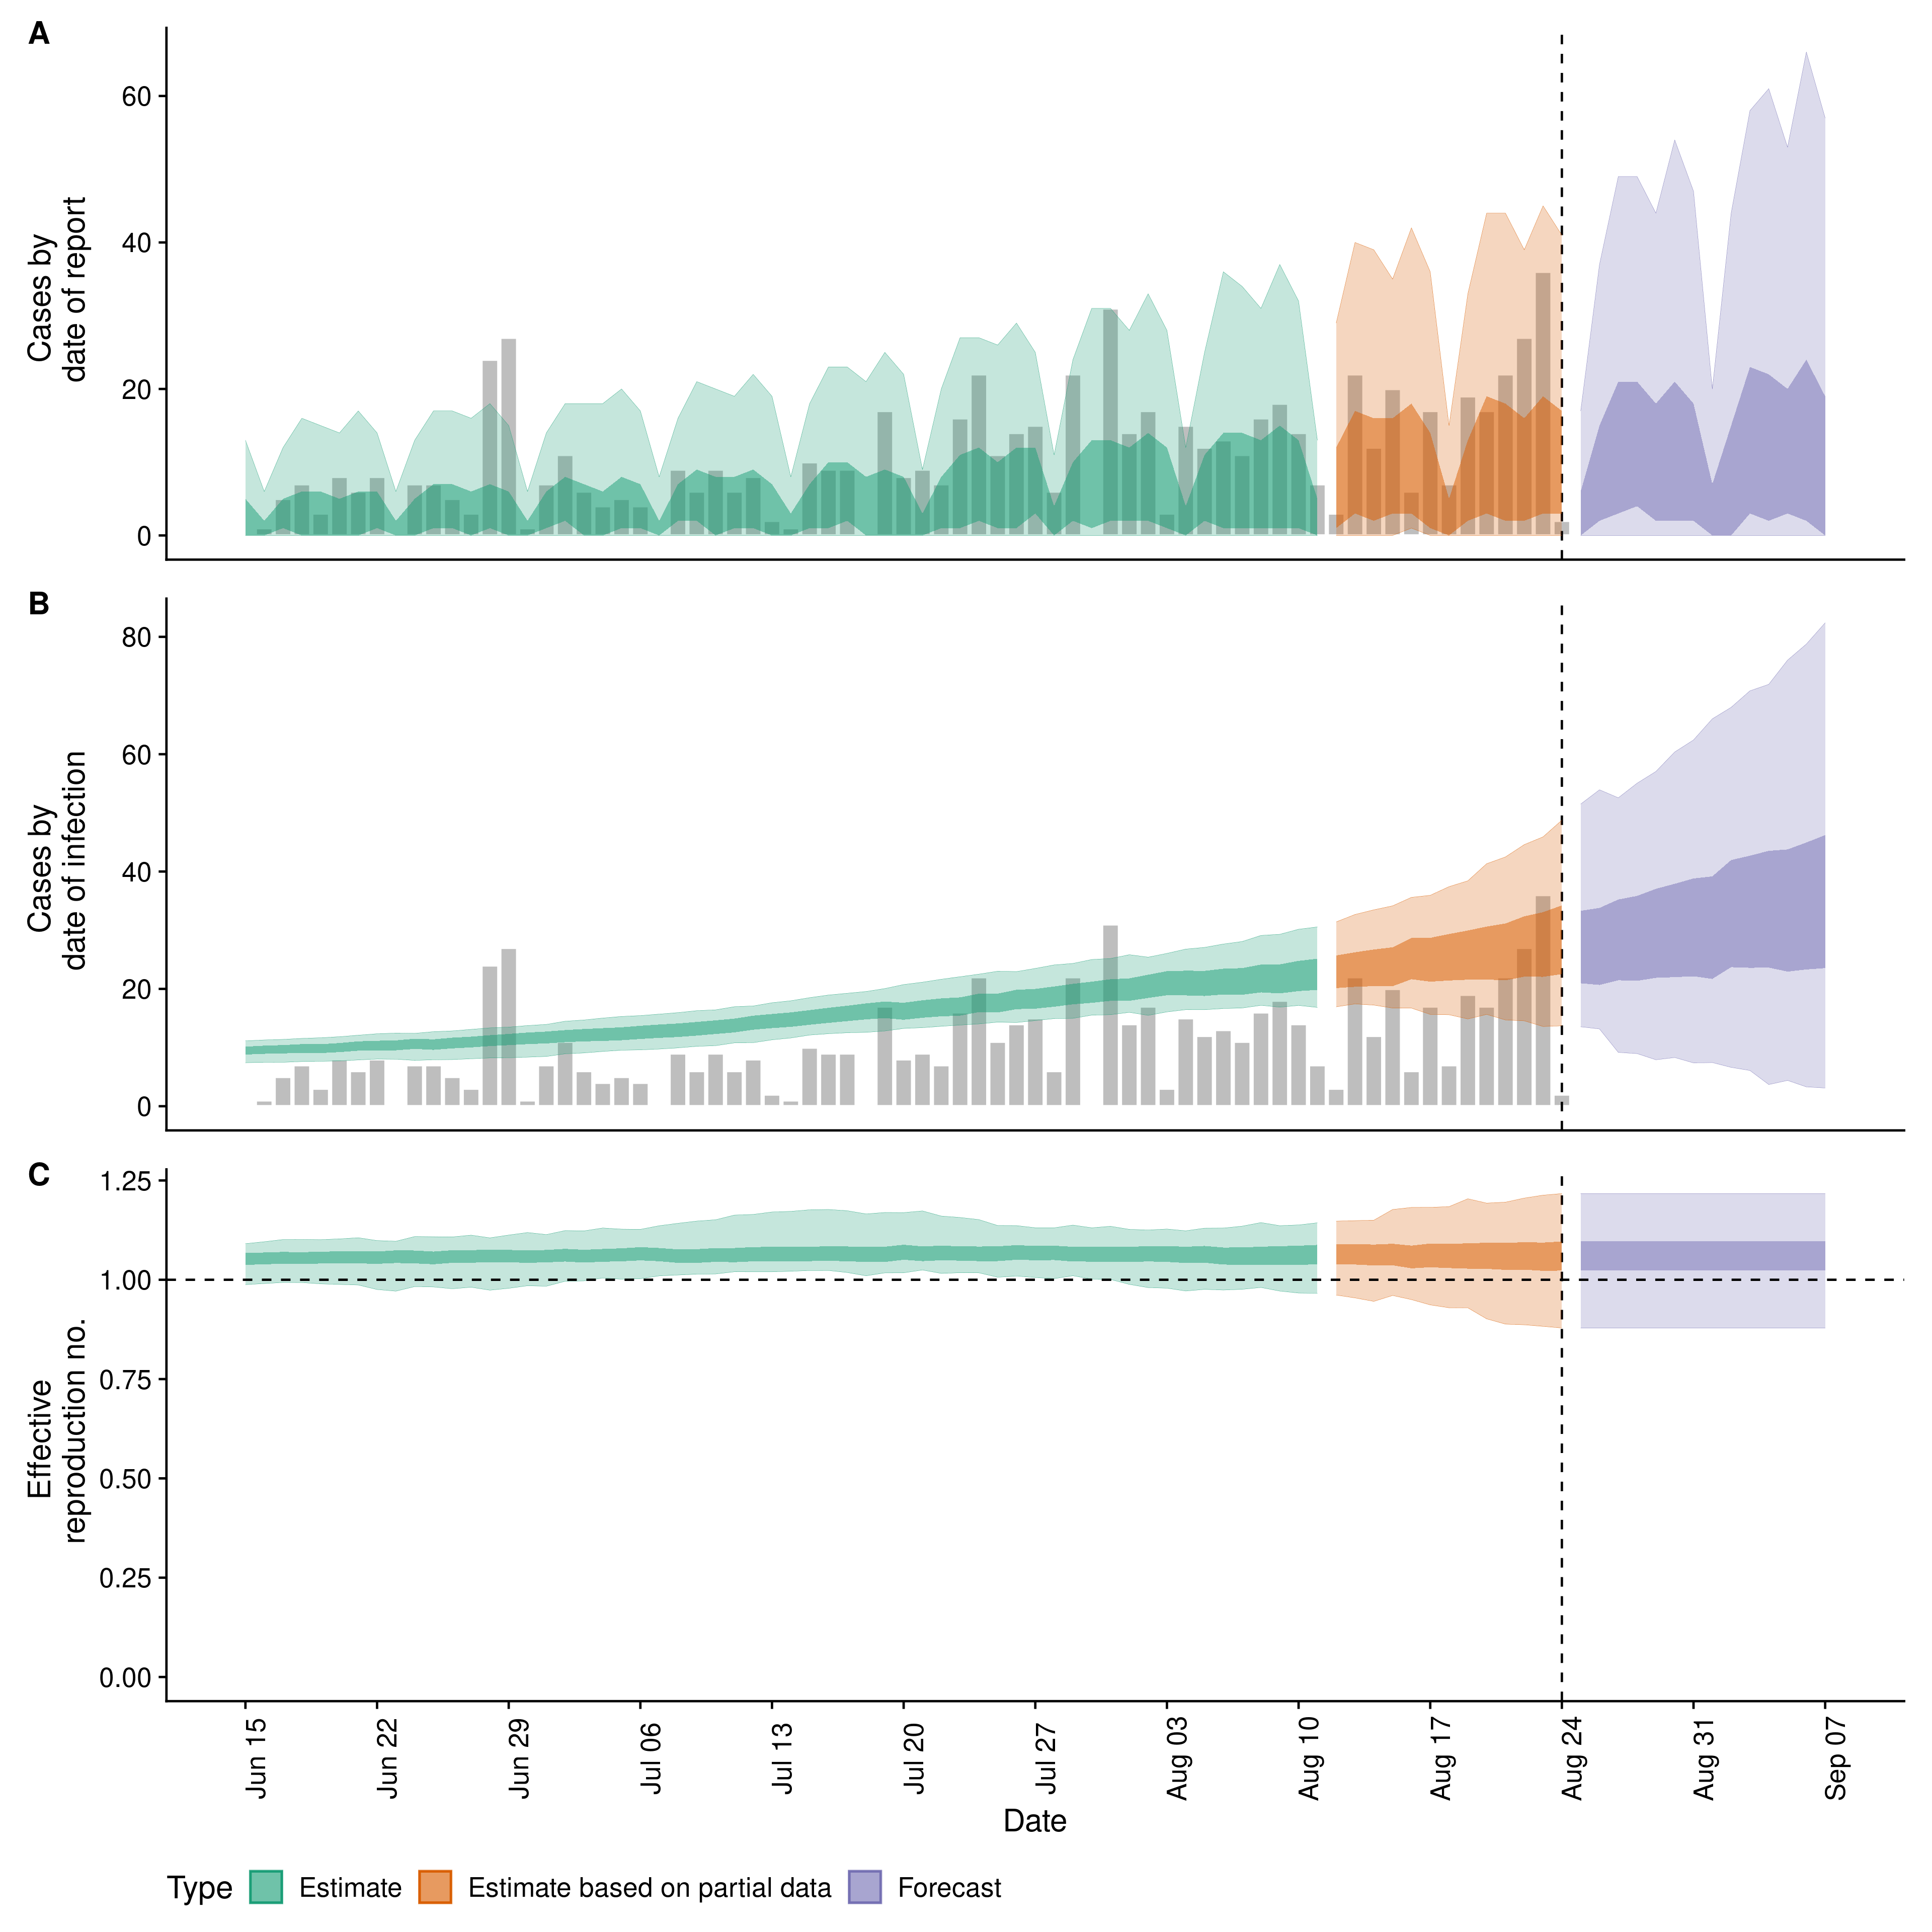 A
Cases by
date of report
60
40
20
0
B
Cases by
date of infection
80
60
40
20
0
C
Effective
reproduction no.
1.25
1.00
0.75
0.50
0.25
0.00
Jun 15
Jun 22
Jun 29
Jul 06
Jul 13
Jul 20
Jul 27
Aug 03
Aug 10
Aug 17
Aug 24
Aug 31
Sep 07
Date
Type Estimate Estimate based on partial data Forecast